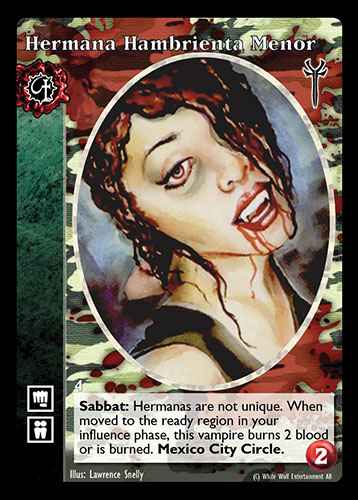 Hermana Hambrienta Menor
4
Sabbat: Hermanas are not unique. When
moved to the ready region in your
influence phase, this vampire burns 2 blood
or is burned. Mexico City Circle.
2
Illus: Lawrence Snelly
(C) White Wolf Entertainment AB